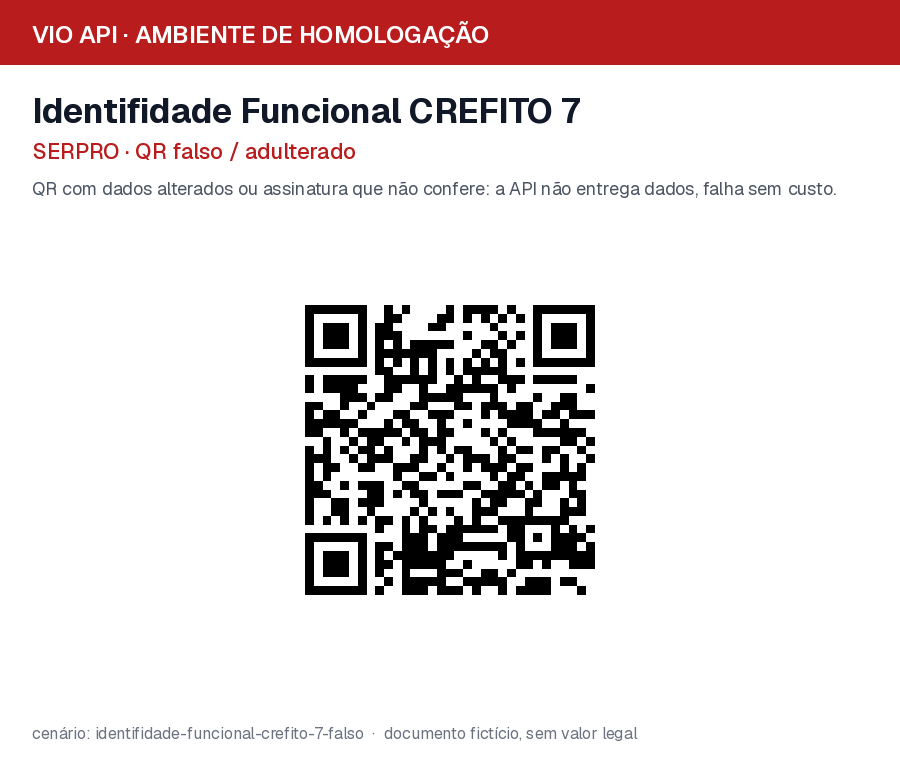 VIO API · AMBIENTE DE HOMOLOGAÇÃO
Identifidade Funcional CREFITO 7
SERPRO · QR falso / adulterado
QR com dados alterados ou assinatura que não confere: a API não entrega dados, falha sem custo.
cenário: identifidade-funcional-crefito-7-falso · documento fictício, sem valor legal